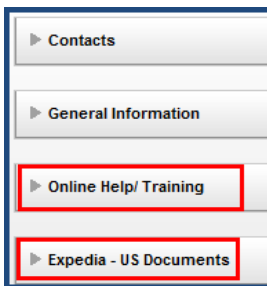 Contacts
General Information
Online Help/ Training
Expedia - US Documents